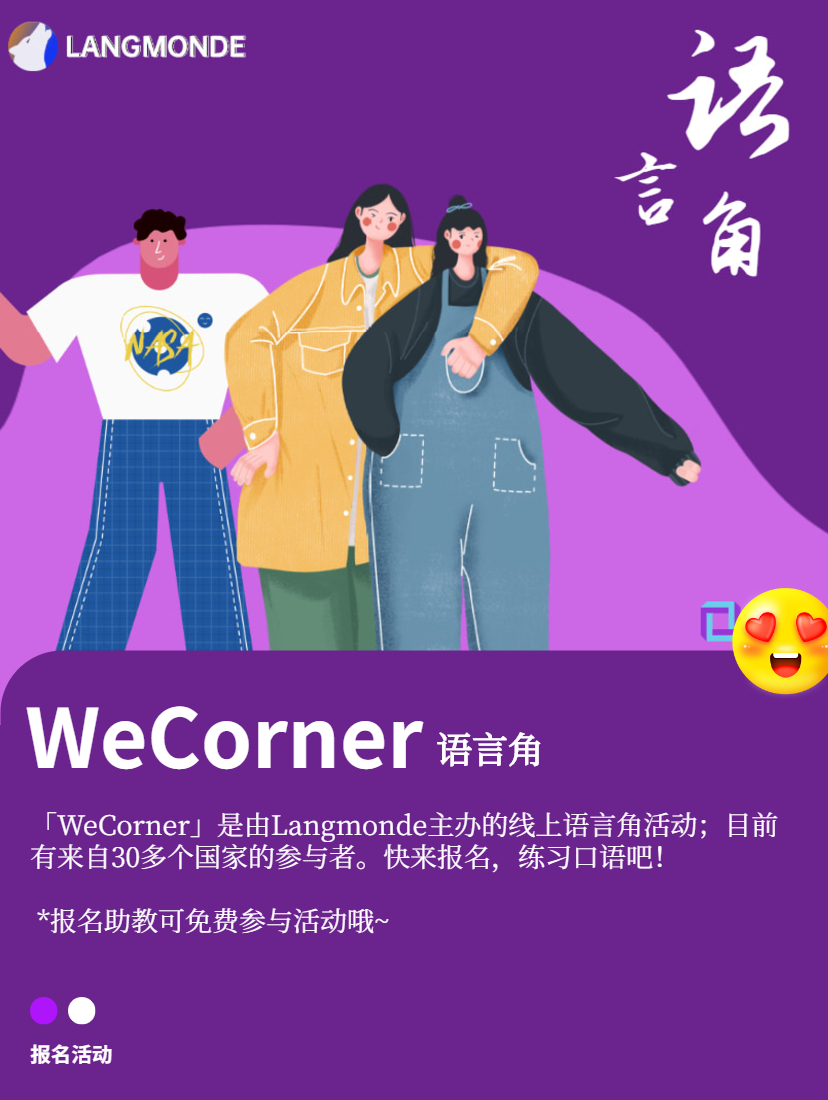 LANGMONDE
语言角
NASA
WeCorner 语言角
「WeCorner」是由Langmonde主办的线上语言角活动；目前
有来自30多个国家的参与者。快来报名，练习口语吧！
*报名助教可免费参与活动哦~
报名活动